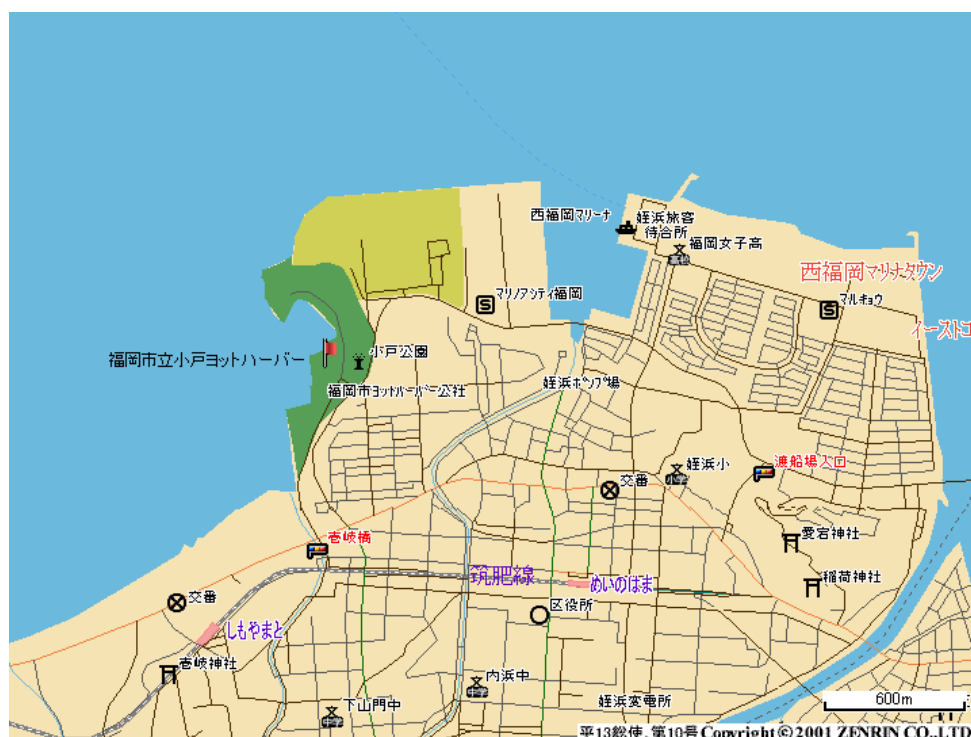 西福岡マリーナ
姪浜旅客
待合所
福岡女子高
高校
西福岡マリナタウン
マリノアシティ福岡
マルキョウ
イーストコ
福岡市立小戸ヨットハーバー
小戸公園
福岡市ヨットハーバー公社
姪浜ポンプ場
姪浜小
小学
渡船場入口
交番
愛宕神社
壱岐橋
筑肥線
めいのはま
稲荷神社
交番
区役所
しもやまと
壱岐神社
内浜中
中学
下山門中
中学
姪浜変電所
600m
平13総使、第10号 Copyright © 2001 ZENRIN CO.,LTD